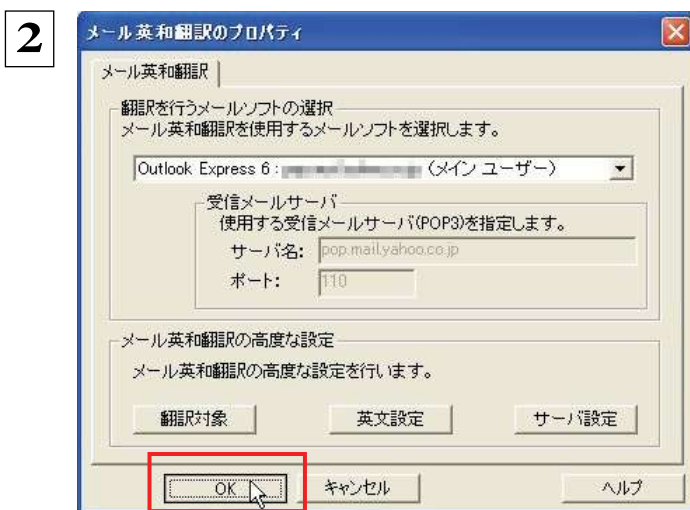 2
メール英和翻訳のプロパティ
メール英和翻訳
翻訳を行うメールソフトの選択
メール英和翻訳を使用するメールソフトを選択します。
Outlook Express 6 : (メイン ユーザー)
受信メールサーバ
使用する受信メールサーバ(POP3)を指定します。
サーバ名: pop.mail.yahoo.co.jp
ポート: 110
メール英和翻訳の高度な設定
メール英和翻訳の高度な設定を行います。
翻訳対象 英文設定 サーバ設定
OK キャンセル ヘルプ